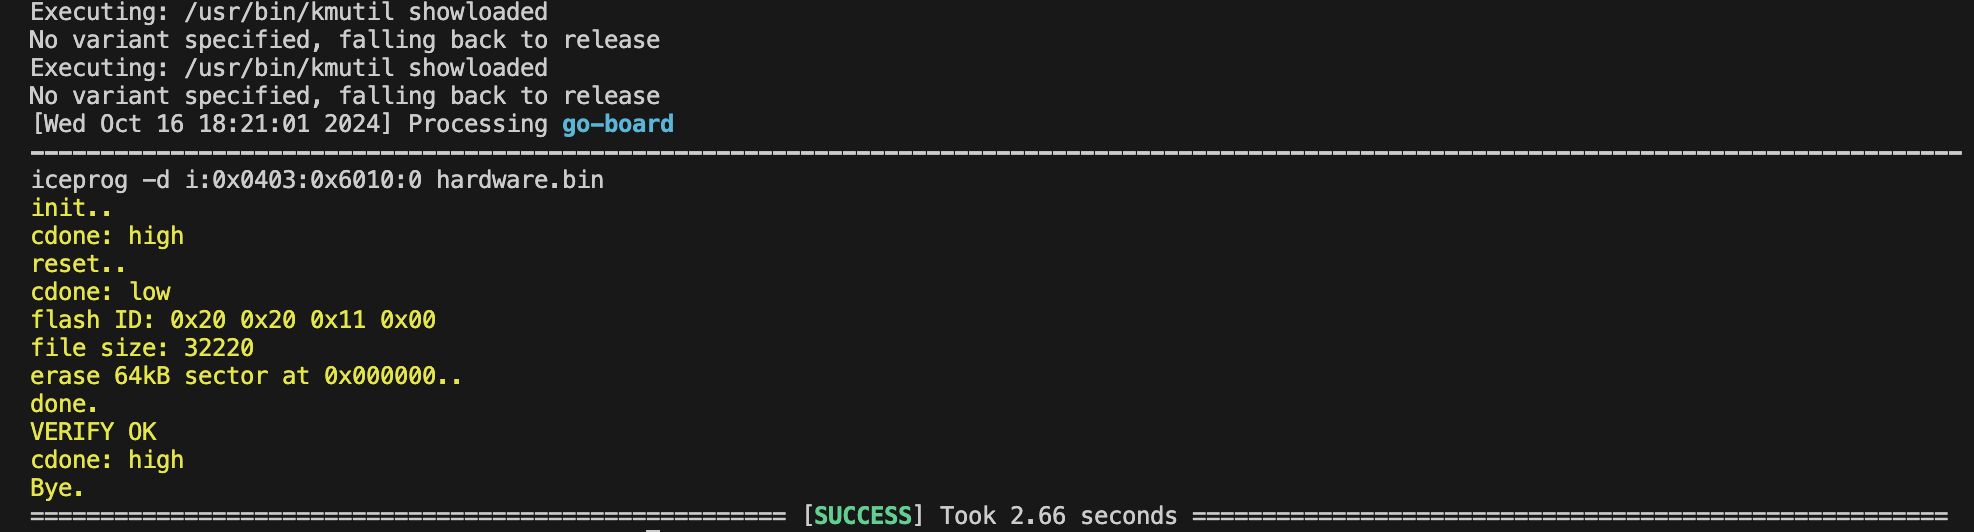 Executing: /usr/bin/kmutil showloaded
No variant specified, falling back to release
Executing: /usr/bin/kmutil showloaded
No variant specified, falling back to release
[Wed Oct 16 18:21:01 2024] Processing go-board
--------------------------------------------------------------------------------------------------------------------------------------------
iceprog -d i:0x0403:0x6010:0 hardware.bin
init..
cdone: high
reset..
cdone: low
flash ID: 0x20 0x20 0x11 0x00
file size: 32220
erase 64kB sector at 0x000000..
done.
VERIFY OK
cdone: high
Bye.
====================================================== [SUCCESS] Took 2.66 seconds ======================================================